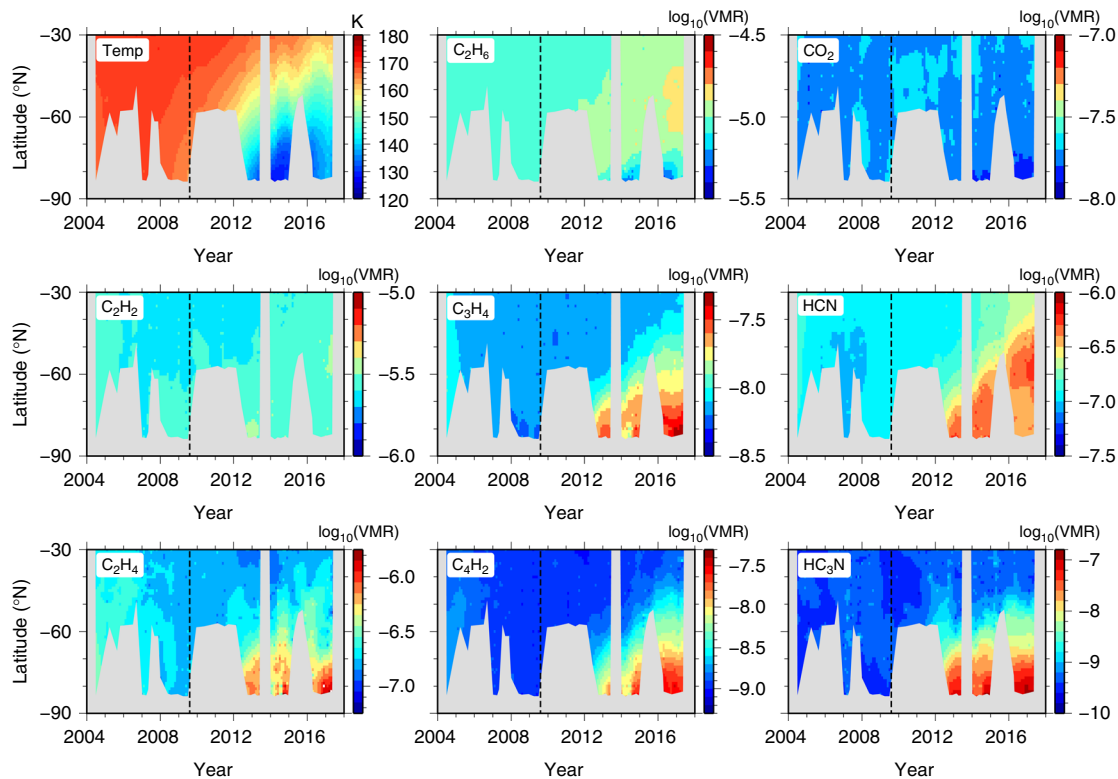 K
log10(VMR)
log10(VMR)
−30
−60
−90
Latitude (°N)
Temp
180
170
160
150
140
130
120
C2H6
−4.5
−5.0
−5.5
CO2
−7.0
−7.5
−8.0
2004 2008 2012 2016
2004 2008 2012 2016
2004 2008 2012 2016
Year
Year
Year
log10(VMR)
log10(VMR)
log10(VMR)
−30
−60
−90
Latitude (°N)
C2H2
−5.0
−5.5
−6.0
C3H4
−7.5
−8.0
−8.5
HCN
−6.0
−6.5
−7.0
−7.5
2004 2008 2012 2016
2004 2008 2012 2016
2004 2008 2012 2016
Year
Year
Year
log10(VMR)
log10(VMR)
log10(VMR)
−30
−60
−90
Latitude (°N)
C2H4
−6.0
−6.5
−7.0
C4H2
−7.5
−8.0
−8.5
−9.0
HC3N
−7
−8
−9
−10
2004 2008 2012 2016
2004 2008 2012 2016
2004 2008 2012 2016
Year
Year
Year